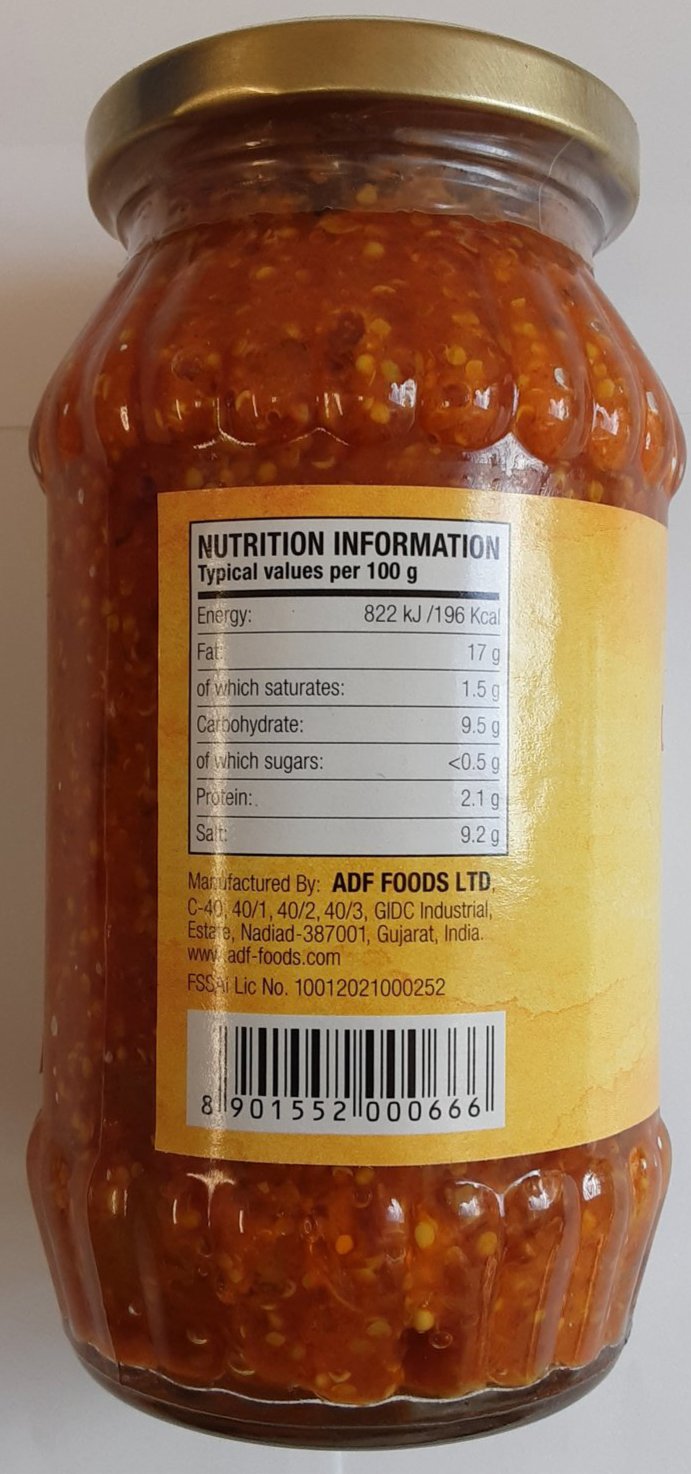 NUTRITION INFORMATION
Typical values per 100 g
Energy: 822 kJ /196 Kcal
Fat: 17 g
of which saturates: 1.5 g
Carbohydrate: 9.5 g
of which sugars: <0.5 g
Protein: 2.1 g
Salt: 9.2 g
Manufactured By: ADF FOODS LTD,
C-40, 40/1, 40/2, 40/3, GIDC Industrial,
Estate, Nadiad-387001, Gujarat, India.
www.adf-foods.com
FSSAi Lic No. 10012021000252
8 901552 000666